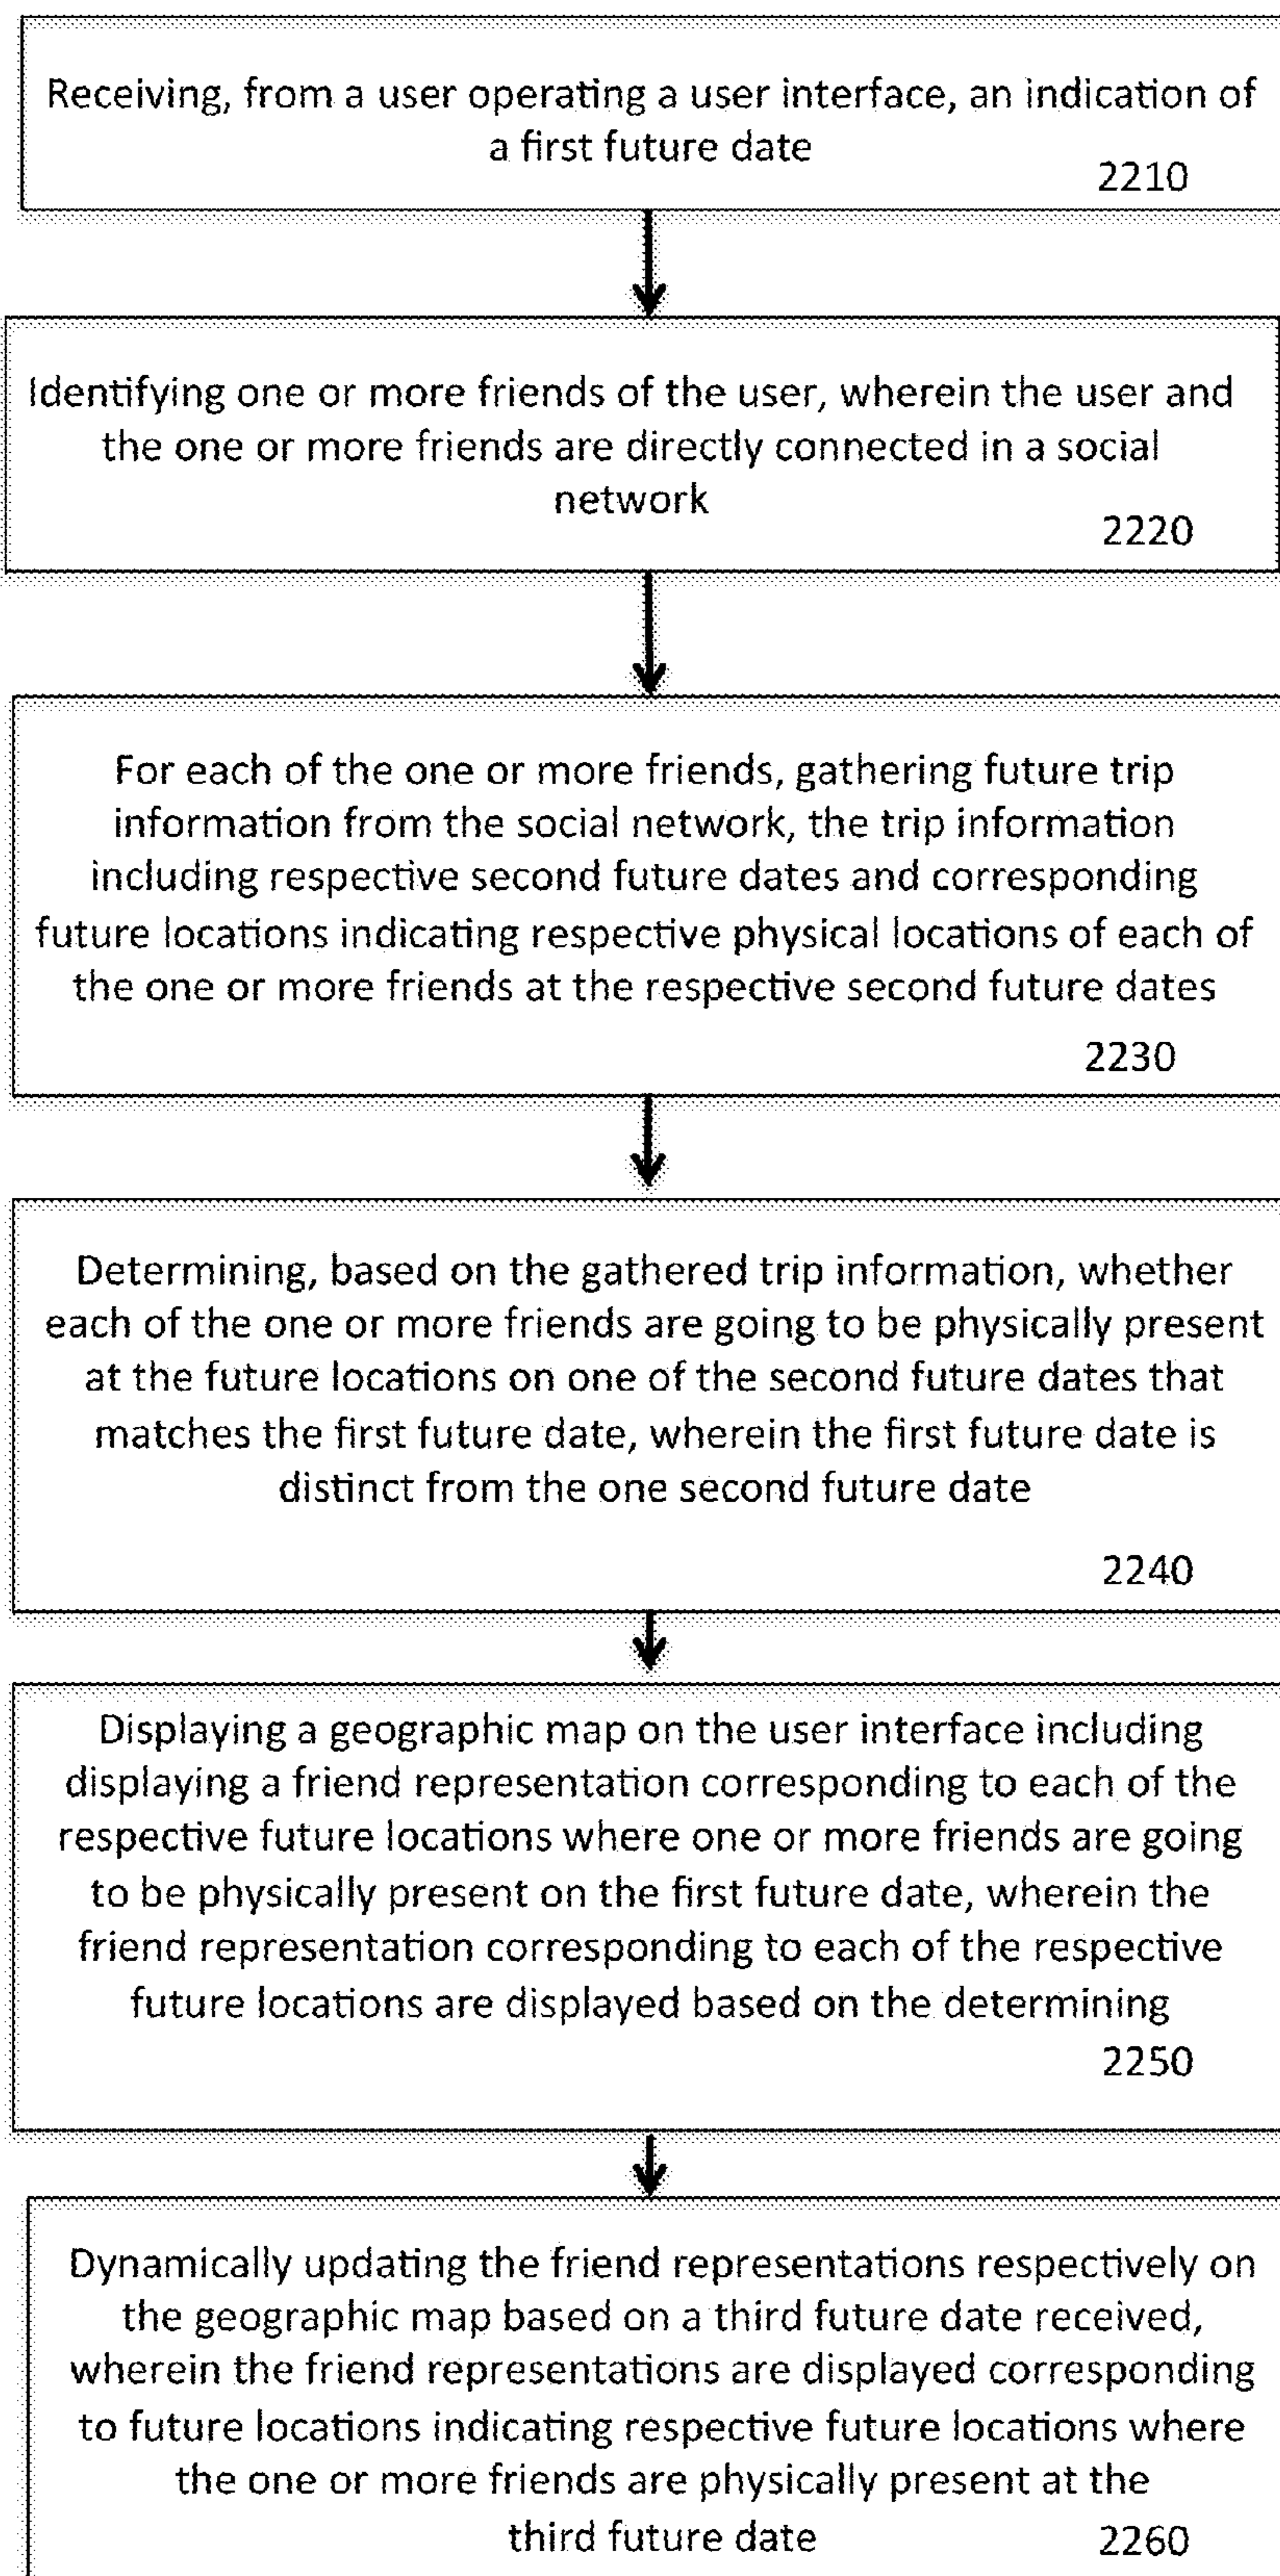 Receiving, from a user operating a user interface, an indication of
a first future date
2210
Identifying one or more friends of the user, wherein the user and
the one or more friends are directly connected in a social
network
2220
For each of the one or more friends, gathering future trip
information from the social network, the trip information
including respective second future dates and corresponding
future locations indicating respective physical locations of each of
the one or more friends at the respective second future dates
2230
Determining, based on the gathered trip information, whether
each of the one or more friends are going to be physically present
at the future locations on one of the second future dates that
matches the first future date, wherein the first future date is
distinct from the one second future date
2240
Displaying a geographic map on the user interface including
displaying a friend representation corresponding to each of the
respective future locations where one or more friends are going
to be physically present on the first future date, wherein the
friend representation corresponding to each of the respective
future locations are displayed based on the determining
2250
Dynamically updating the friend representations respectively on
the geographic map based on a third future date received,
wherein the friend representations are displayed corresponding
to future locations indicating respective future locations where
the one or more friends are physically present at the
third future date 2260